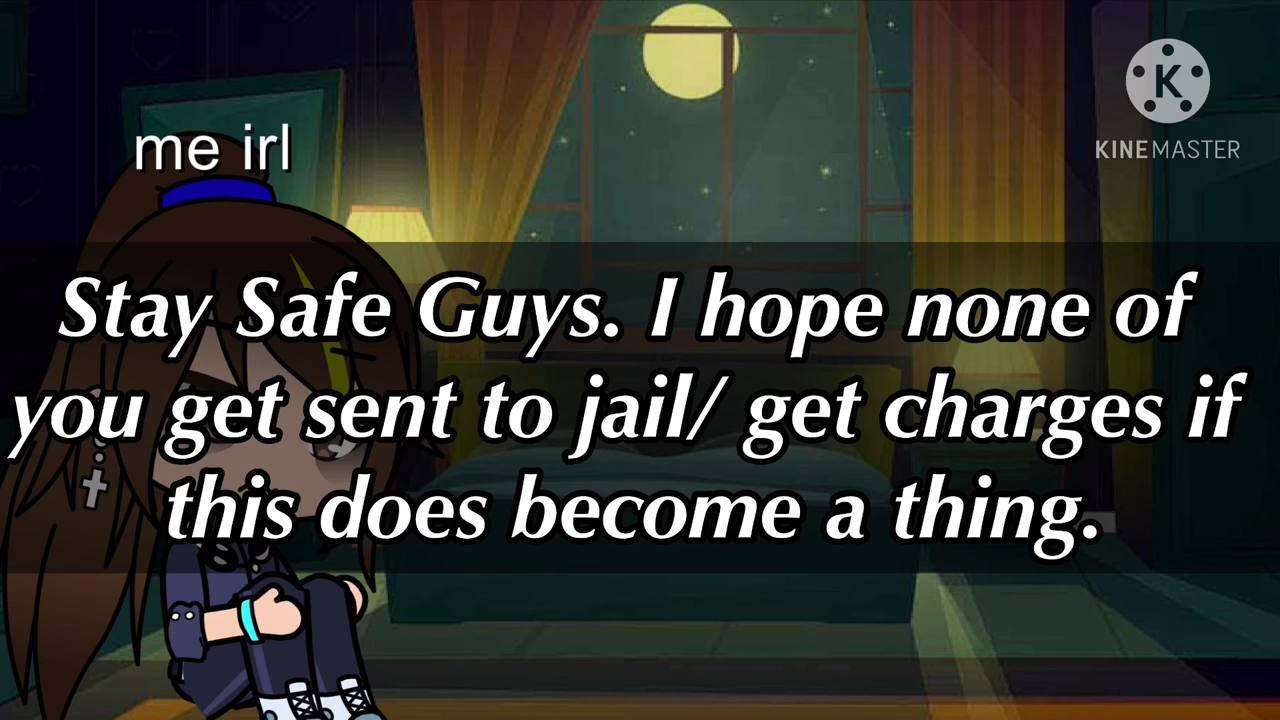 me irl
K
KINEMASTER
Stay Safe Guys. I hope none of
you get sent to jail/ get charges if
this does become a thing.